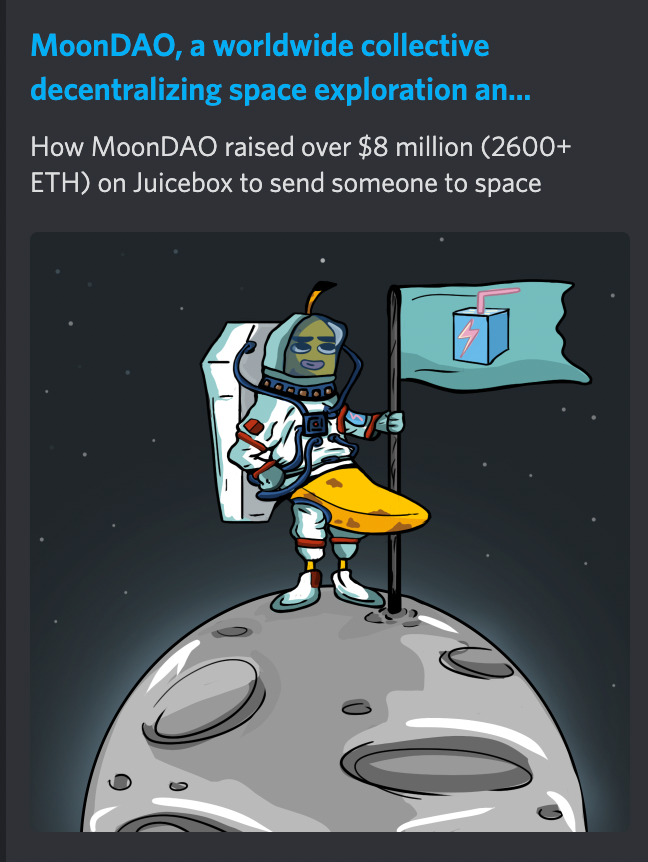 MoonDAO, a worldwide collective
decentralizing space exploration an...
How MoonDAO raised over $8 million (2600+
ETH) on Juicebox to send someone to space